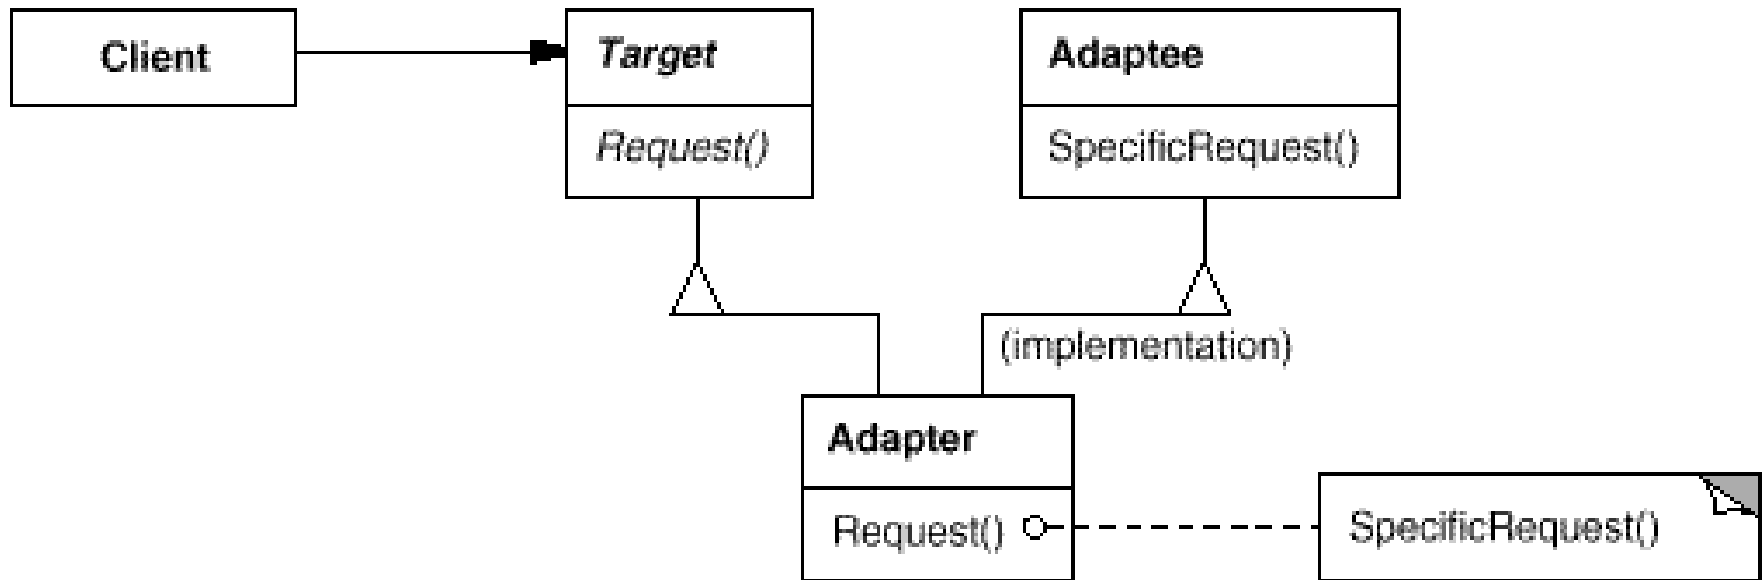 Client
Target
Adaptee
Request()
SpecificRequest()
(implementation)
Adapter
Request()
SpecificRequest()